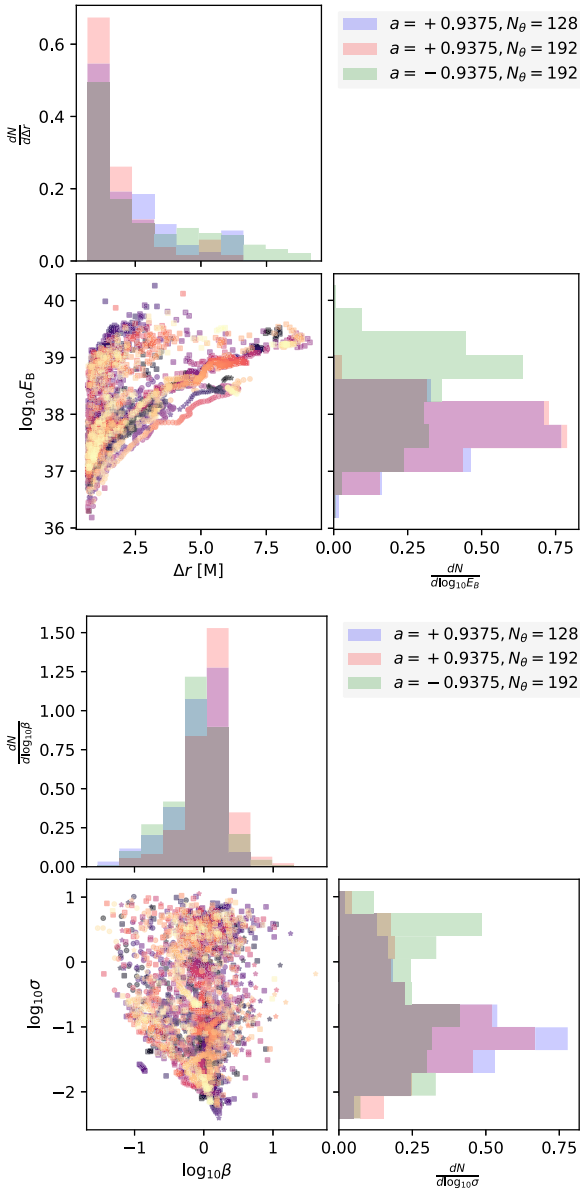 0.6
0.4
0.2
0.0
dN/dΔr
a = +0.9375, N_θ = 128
a = +0.9375, N_θ = 192
a = −0.9375, N_θ = 192
40
39
38
37
36
log₁₀E_B
2.5 5.0 7.5
Δr [M]
0.00 0.25 0.50 0.75
dN/dlog₁₀E_B
1.50
1.25
1.00
0.75
0.50
0.25
0.00
dN/dlog₁₀β
a = +0.9375, N_θ = 128
a = +0.9375, N_θ = 192
a = −0.9375, N_θ = 192
1
0
−1
−2
log₁₀σ
−1 0 1
log₁₀β
0.00 0.25 0.50 0.75
dN/dlog₁₀σ